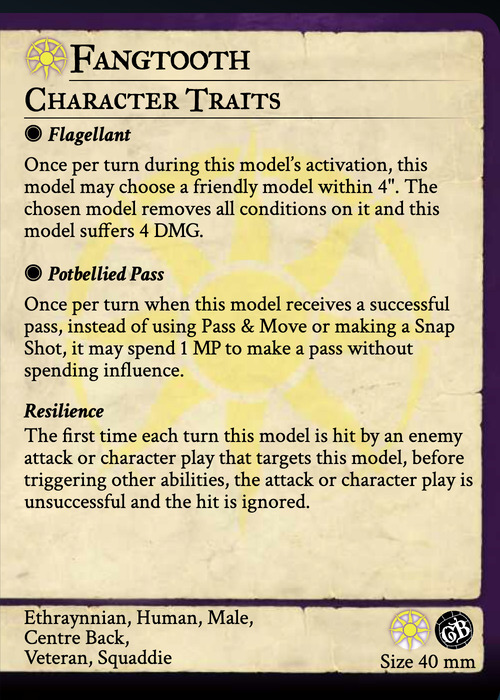 Fangtooth
Character Traits
Flagellant
Once per turn during this model's activation, this
model may choose a friendly model within 4". The
chosen model removes all conditions on it and this
model suffers 4 DMG.
Potbellied Pass
Once per turn when this model receives a successful
pass, instead of using Pass & Move or making a Snap
Shot, it may spend 1 MP to make a pass without
spending influence.
Resilience
The first time each turn this model is hit by an enemy
attack or character play that targets this model, before
triggering other abilities, the attack or character play is
unsuccessful and the hit is ignored.
Ethraynnian, Human, Male,
Centre Back,
Veteran, Squaddie
GB
Size 40 mm